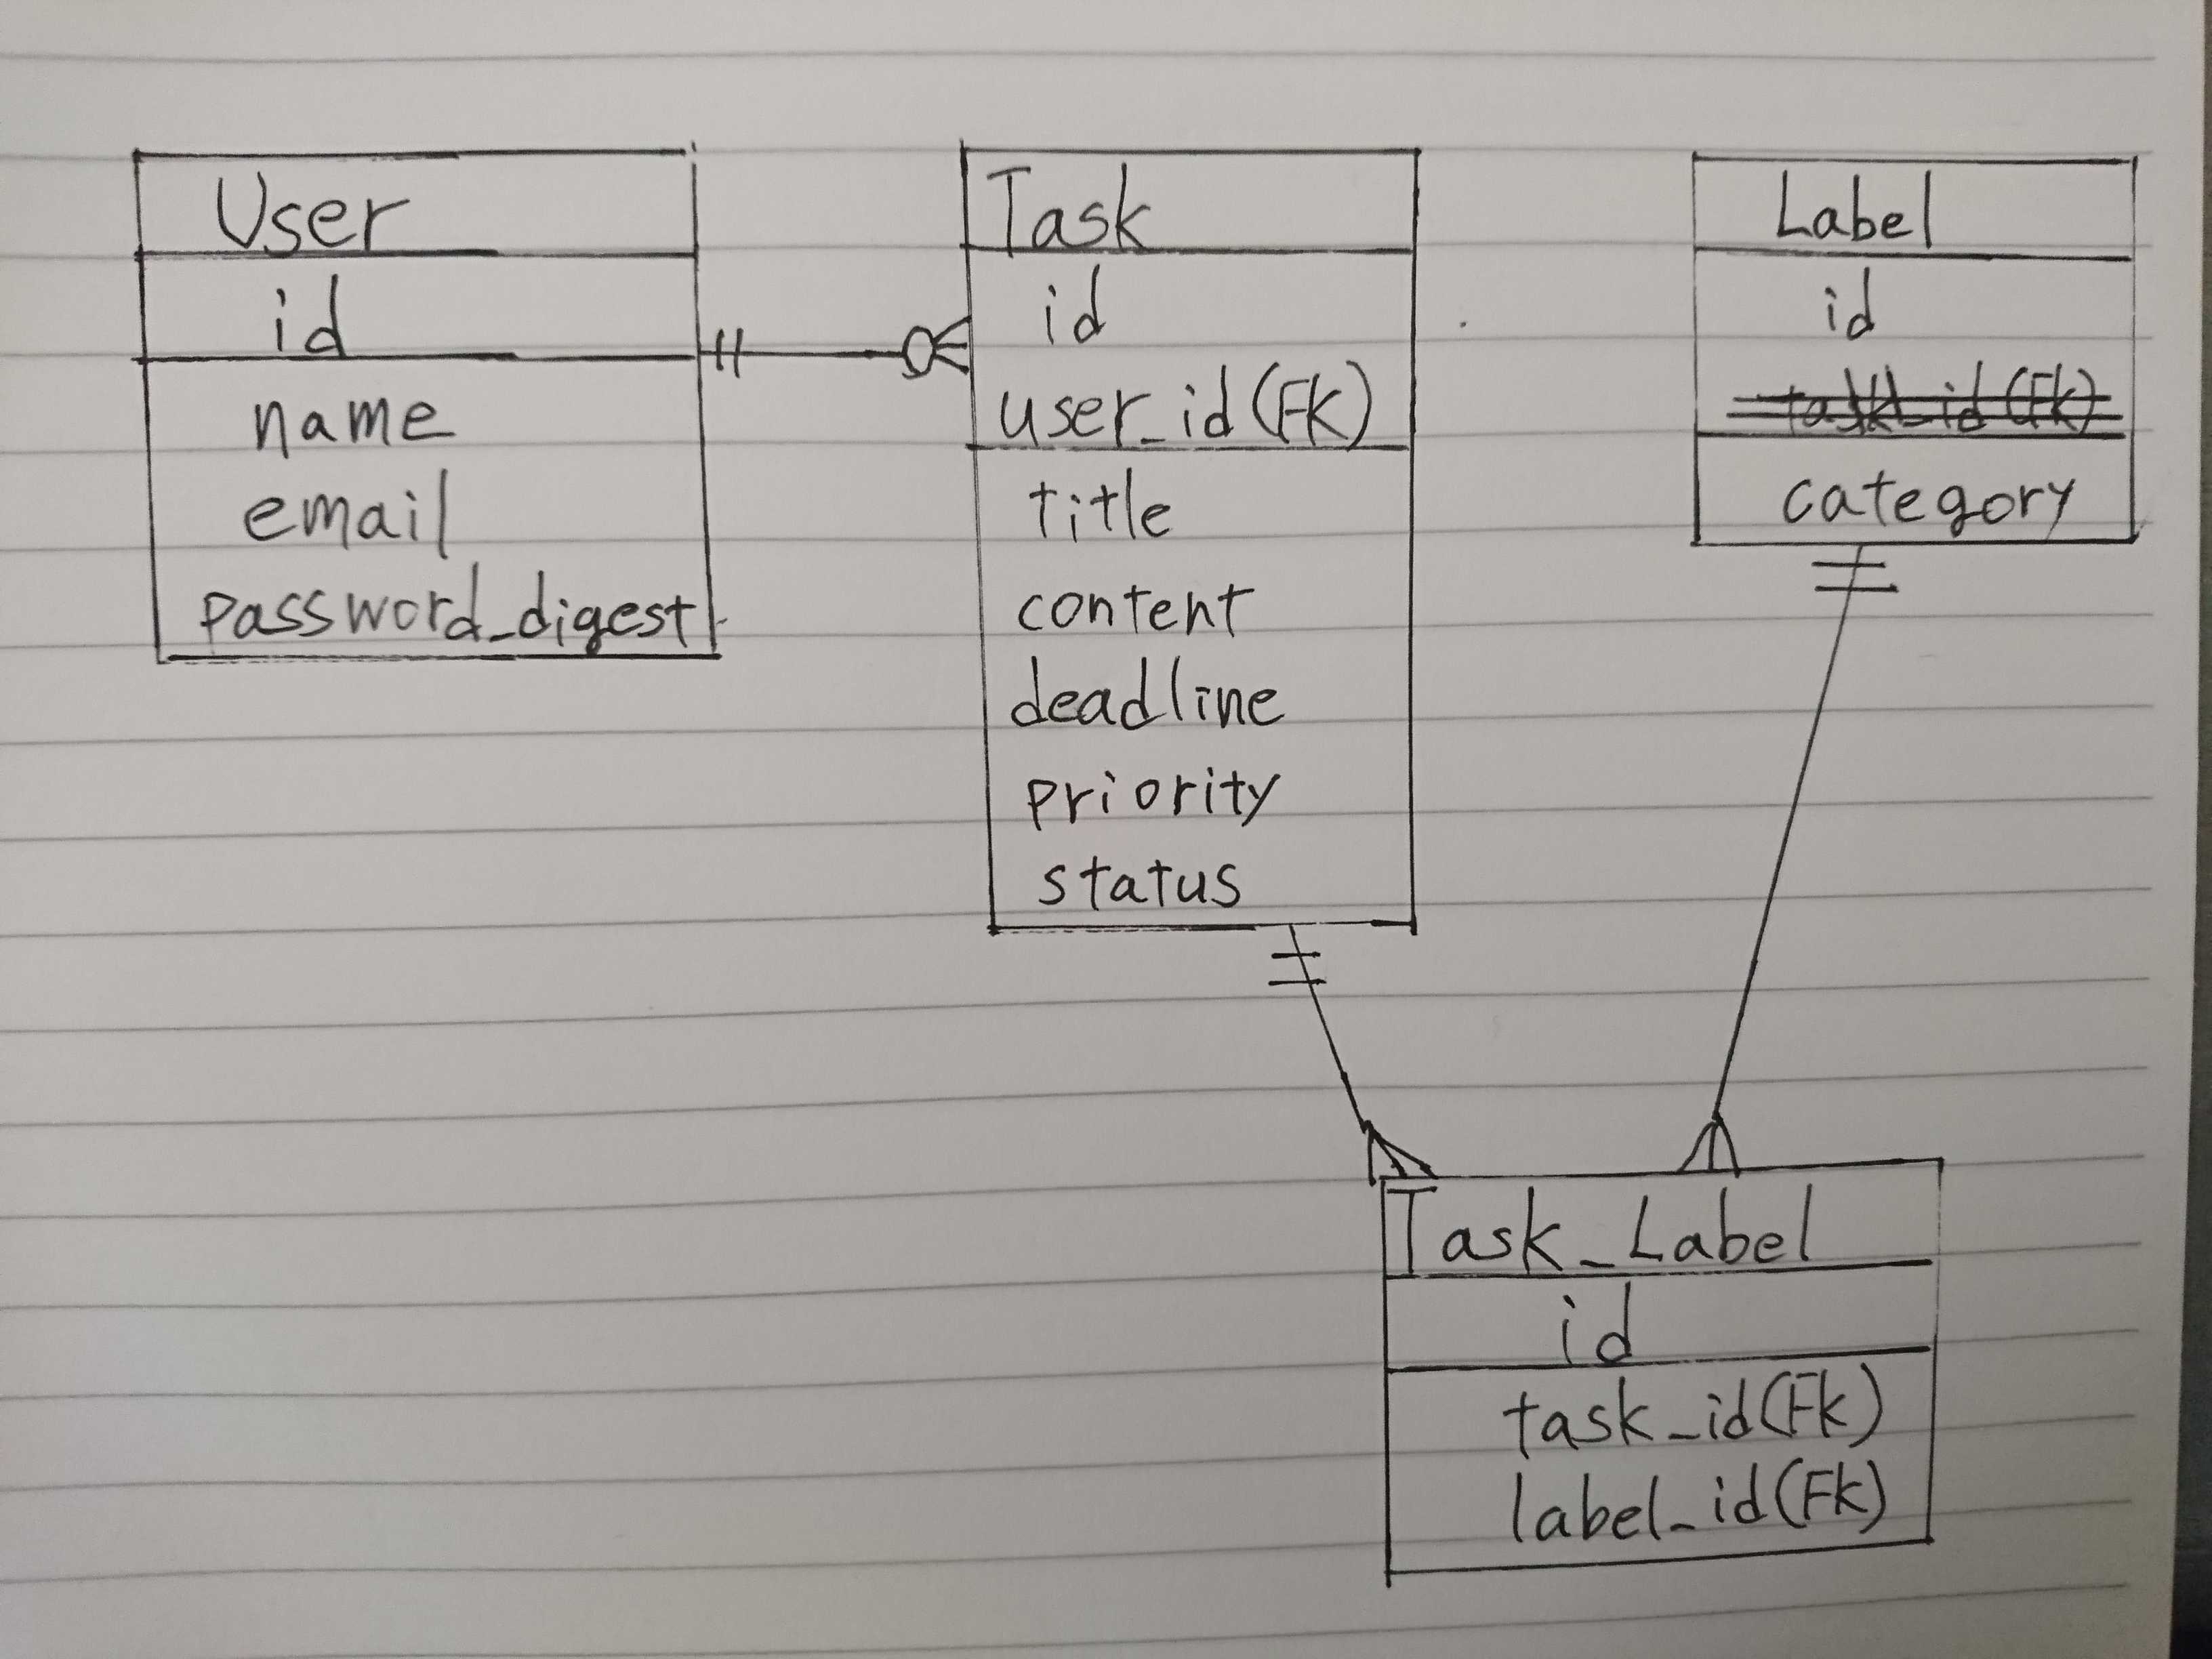 User
id
name
email
password_digest
Task
id
user_id(FK)
title
content
deadline
priority
status
Label
id
task_id(FK)
category
Task_Label
id
task_id(FK)
label_id(FK)